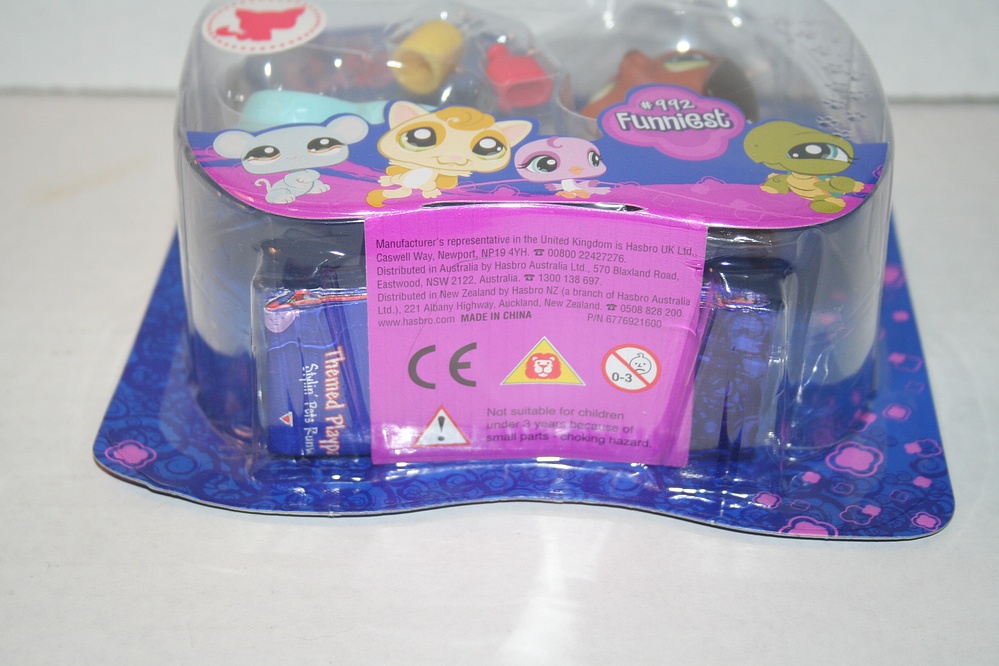 #992
Funniest
Manufacturer's representative in the United Kingdom is Hasbro UK Ltd.,
Caswell Way, Newport, NP19 4YH. ☎ 00800 22427276.
Distributed in Australia by Hasbro Australia Ltd., 570 Blaxland Road,
Eastwood, NSW 2122, Australia. ☎ 1300 138 697.
Distributed in New Zealand by Hasbro NZ (a branch of Hasbro Australia
Ltd.), 221 Albany Highway, Auckland, New Zealand. ☎ 0508 828 200.
www.hasbro.com MADE IN CHINA P/N 6776921600
CE
0-3
Not suitable for children
under 3 years because of
small parts - choking hazard.
Themed Playp
Stylin' Pets